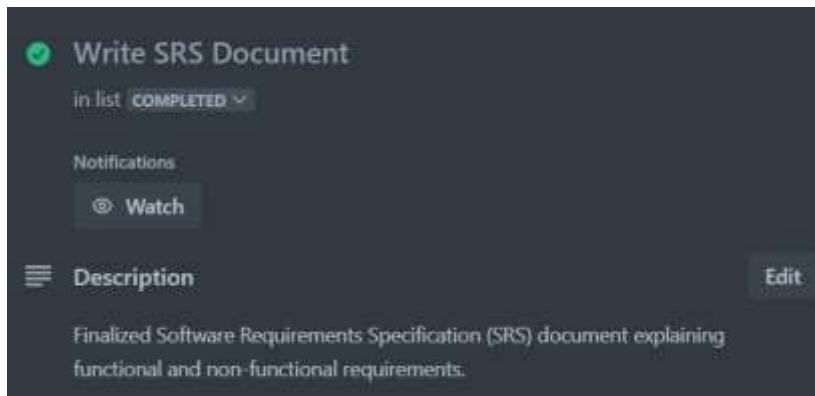 Write SRS Document
in list COMPLETED
Notifications
Watch
Description
Edit
Finalized Software Requirements Specification (SRS) document explaining
functional and non-functional requirements.